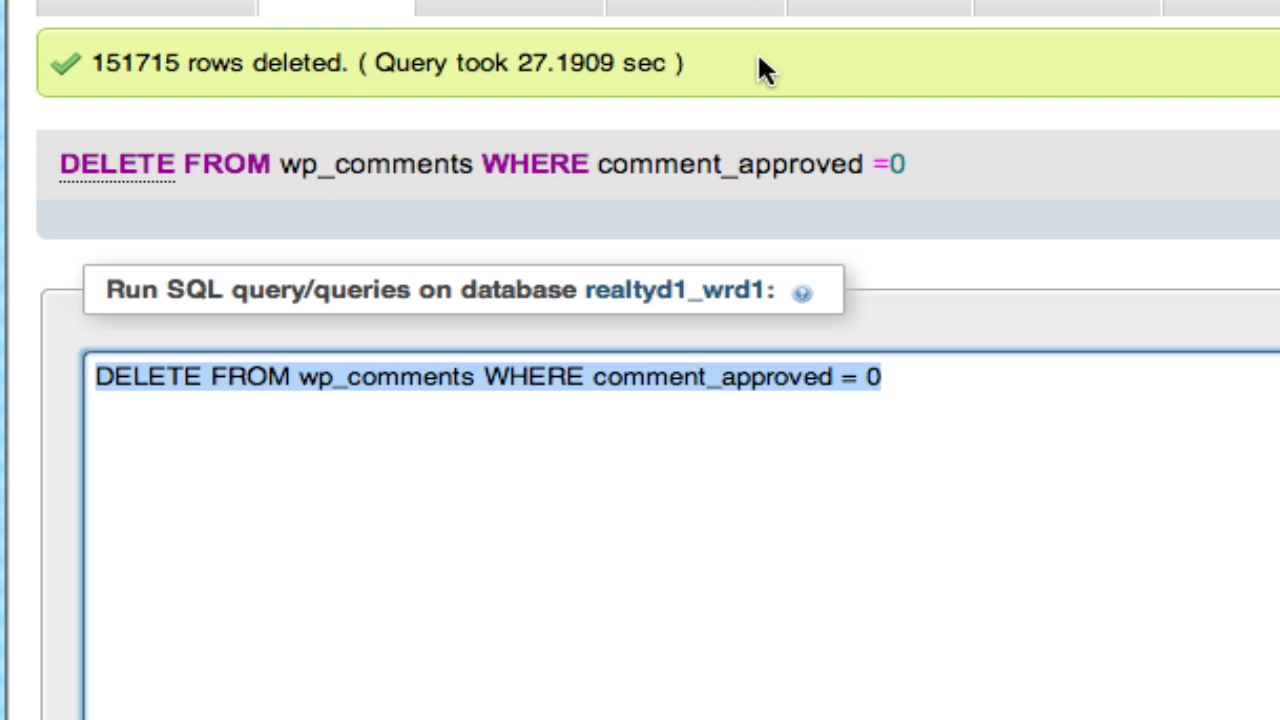 151715 rows deleted. ( Query took 27.1909 sec )
DELETE FROM wp_comments WHERE comment_approved =0
Run SQL query/queries on database realtyd1_wrd1:
DELETE FROM wp_comments WHERE comment_approved = 0